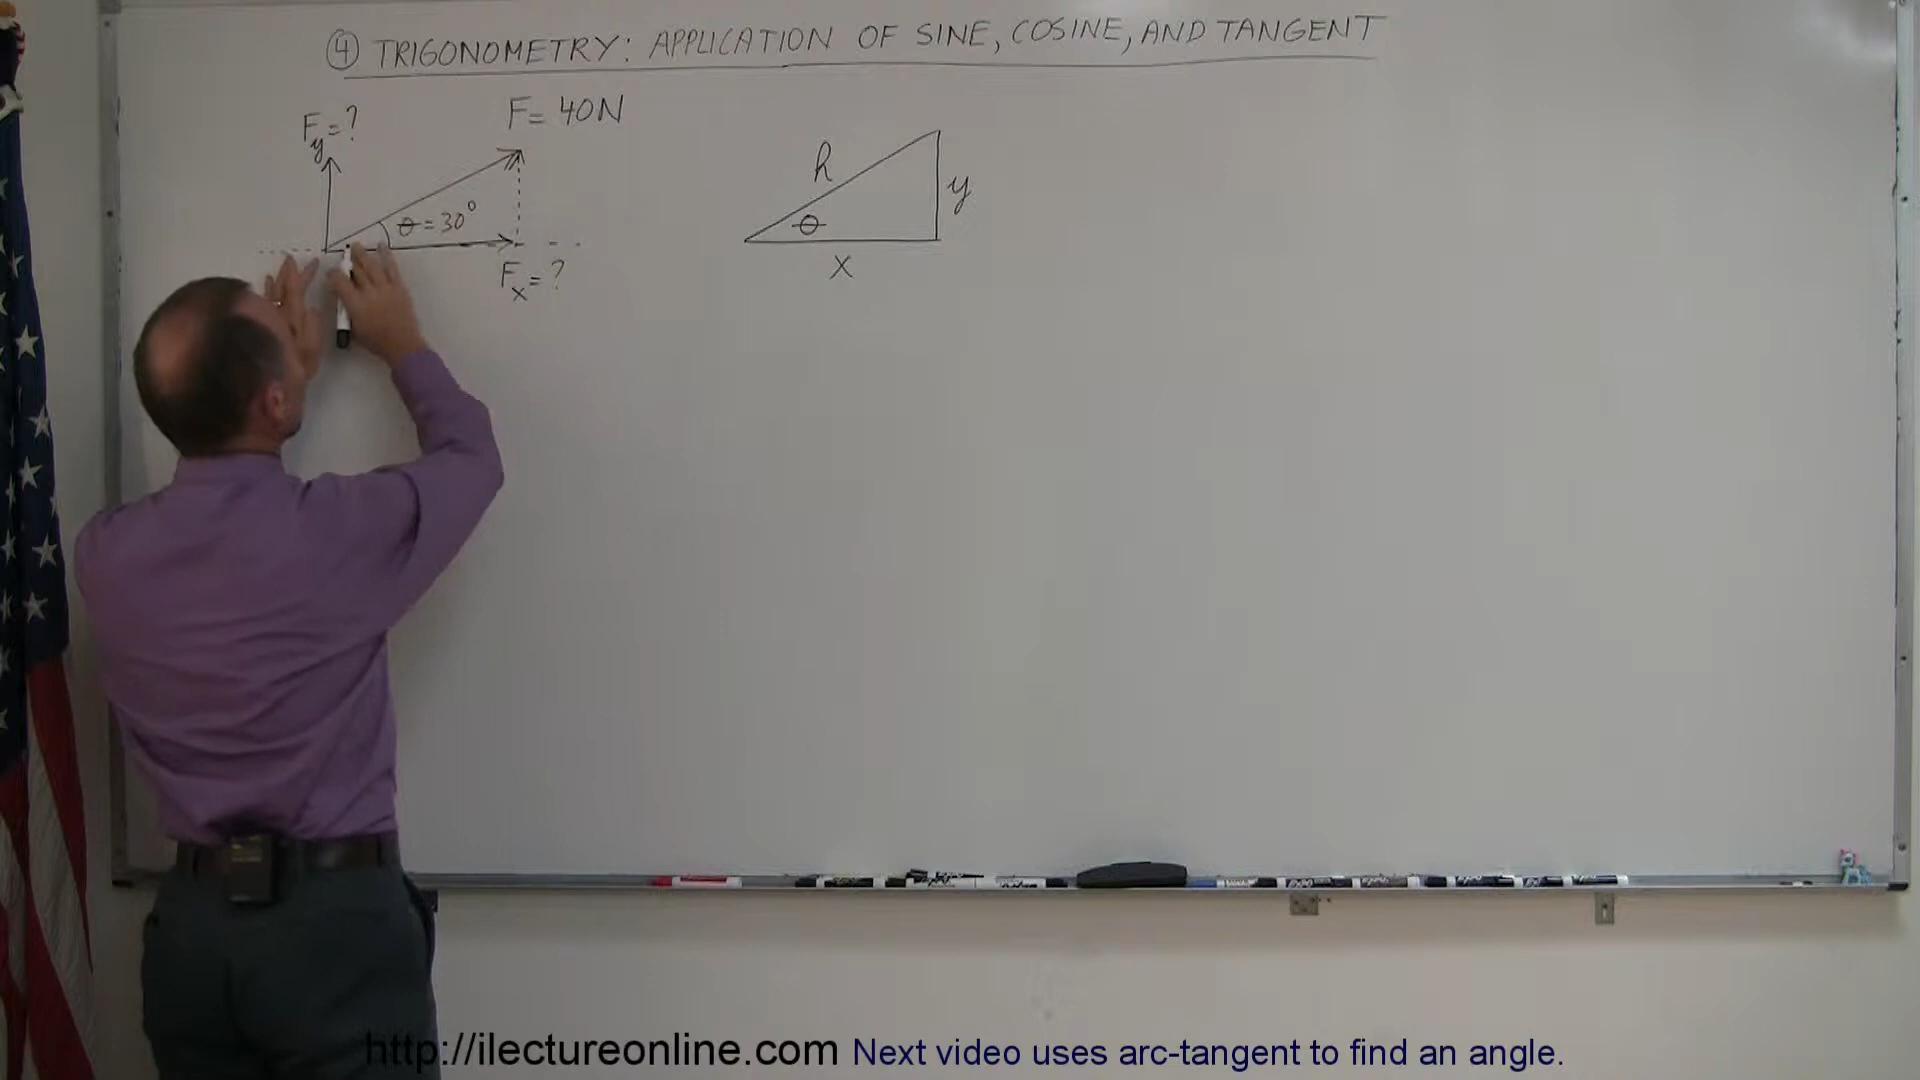 ④ TRIGONOMETRY: APPLICATION OF SINE, COSINE, AND TANGENT
F = 40N
Fy = ?
θ = 30°
Fx = ?
h
y
θ
x
http://ilectureonline.com Next video uses arc-tangent to find an angle.